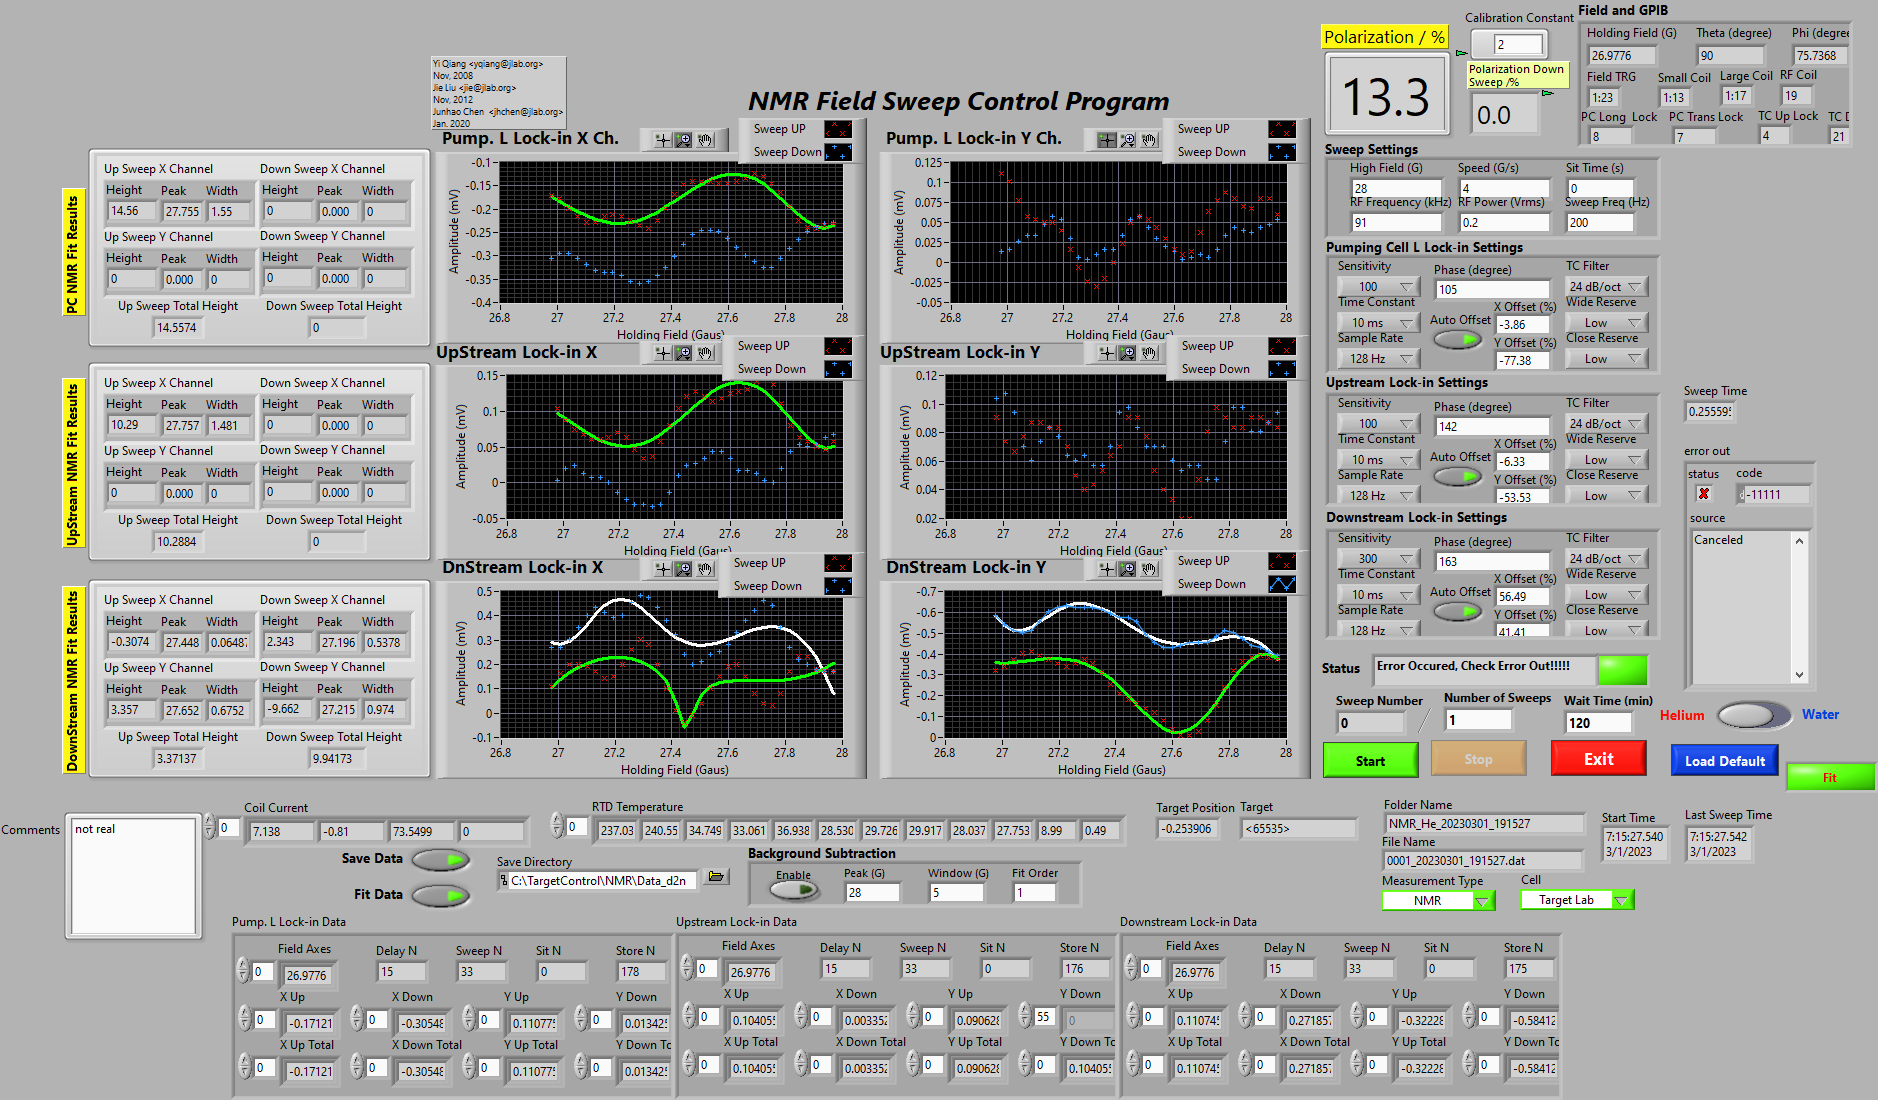 NMR Field Sweep Control Program
Yi Qiang <yqiang@jlab.org>
Nov, 2008
Jie Liu <jie@jlab.org>
Nov, 2012
Junhao Chen <jhchen@jlab.org>
Jan. 2020
Polarization / %
13.3
Calibration Constant
2
Polarization Down Sweep /%
0.0
Field and GPIB
Holding Field (G) Theta (degree) Phi (degree
26.9776 90 75.7368
Field TRG Small Coil Large Coil RF Coil
1:23 1:13 1:17 19
PC Long Lock PC Trans Lock TC Up Lock TC D
8 7 4 21
PC NMR Fit Results
Up Sweep X Channel Down Sweep X Channel
Height Peak Width Height Peak Width
14.56 27.755 1.55 0 0.000 0
Up Sweep Y Channel Down Sweep Y Channel
Height Peak Width Height Peak Width
0 0.000 0 0 0.000 0
Up Sweep Total Height Down Sweep Total Height
14.5574 0
UpStream NMR Fit Results
Up Sweep X Channel Down Sweep X Channel
Height Peak Width Height Peak Width
10.29 27.757 1.481 0 0.000 0
Up Sweep Y Channel Down Sweep Y Channel
Height Peak Width Height Peak Width
0 0.000 0 0 0.000 0
Up Sweep Total Height Down Sweep Total Height
10.2884 0
DownStream NMR Fit Results
Up Sweep X Channel Down Sweep X Channel
Height Peak Width Height Peak Width
-0.3074 27.448 0.06487 2.343 27.196 0.5378
Up Sweep Y Channel Down Sweep Y Channel
Height Peak Width Height Peak Width
3.357 27.652 0.6752 -9.662 27.215 0.974
Up Sweep Total Height Down Sweep Total Height
3.37137 9.94173
Pump. L Lock-in X Ch.
Sweep UP
Sweep Down
Amplitude (mV)
-0.1
-0.15
-0.2
-0.25
-0.3
-0.35
-0.4
26.8 27 27.2 27.4 27.6 27.8 28
Holding Field (Gaus)
Pump. L Lock-in Y Ch.
Sweep UP
Sweep Down
Amplitude (mV)
0.125
0.1
0.075
0.05
0.025
0
-0.025
-0.05
26.8 27 27.2 27.4 27.6 27.8 28
Holding Field (Gaus)
UpStream Lock-in X
Sweep UP
Sweep Down
Amplitude (mV)
0.15
0.1
0.05
0
-0.05
26.8 27 27.2 27.4 27.6 27.8 28
Holding Field (Gaus)
UpStream Lock-in Y
Sweep UP
Sweep Down
Amplitude (mV)
0.12
0.1
0.08
0.06
0.04
0.02
26.8 27 27.2 27.4 27.6 27.8 28
Holding Field (Gaus)
DnStream Lock-in X
Sweep UP
Sweep Down
Amplitude (mV)
0.5
0.4
0.3
0.2
0.1
0
-0.1
26.8 27 27.2 27.4 27.6 27.8 28
Holding Field (Gaus)
DnStream Lock-in Y
Sweep UP
Sweep Down
Amplitude (mV)
-0.7
-0.6
-0.5
-0.4
-0.3
-0.2
-0.1
0
26.8 27 27.2 27.4 27.6 27.8 28
Holding Field (Gaus)
Sweep Settings
High Field (G) Speed (G/s) Sit Time (s)
28 4 0
RF Frequency (kHz) RF Power (Vrms) Sweep Freq (Hz)
91 0.2 200
Pumping Cell L Lock-in Settings
Sensitivity Phase (degree) TC Filter
100 105 24 dB/oct
Time Constant X Offset (%) Wide Reserve
10 ms Auto Offset -3.86 Low
Sample Rate Y Offset (%) Close Reserve
128 Hz -77.38 Low
Upstream Lock-in Settings
Sensitivity Phase (degree) TC Filter
100 142 24 dB/oct
Time Constant X Offset (%) Wide Reserve
10 ms Auto Offset -6.33 Low
Sample Rate Y Offset (%) Close Reserve
128 Hz -53.53 Low
Downstream Lock-in Settings
Sensitivity Phase (degree) TC Filter
300 163 24 dB/oct
Time Constant X Offset (%) Wide Reserve
10 ms Auto Offset 56.49 Low
Sample Rate Y Offset (%) Close Reserve
128 Hz 41.41 Low
Sweep Time
0.25559
error out
status code
-11111
source
Canceled
Status Error Occured, Check Error Out!!!!!
Sweep Number Number of Sweeps Wait Time (min)
0 / 1 120
Helium Water
Start Stop Exit Load Default Fit
Comments
not real
Coil Current
0 7.138 -0.81 73.5499 0
RTD Temperature
0 237.03 240.55 34.749 33.061 36.938 28.530 29.726 29.917 28.037 27.753 8.99 0.49
Target Position Target
-0.253906 <65535>
Folder Name
NMR_He_20230301_191527
File Name
0001_20230301_191527.dat
Start Time
7:15:27.540
3/1/2023
Last Sweep Time
7:15:27.542
3/1/2023
Save Data
Fit Data
Save Directory
C:\TargetControl\NMR\Data_d2n
Background Subtraction
Enable Peak (G) Window (G) Fit Order
28 5 1
Measurement Type Cell
NMR Target Lab
Pump. L Lock-in Data
Field Axes Delay N Sweep N Sit N Store N
0 26.9776 15 33 0 178
X Up X Down Y Up Y Down
0 -0.17121 0 -0.30548 0 0.11077 0 0.01342
X Up Total X Down Total Y Up Total Y Down To
0 -0.17121 0 -0.30548 0 0.11077 0 0.01342
Upstream Lock-in Data
Field Axes Delay N Sweep N Sit N Store N
0 26.9776 15 33 0 176
X Up X Down Y Up Y Down
0 0.10405 0 0.003352 0 0.090628 55 0
X Up Total X Down Total Y Up Total Y Down To
0 0.10405 0 0.003352 0 0.090628 0 0.10405
Downstream Lock-in Data
Field Axes Delay N Sweep N Sit N Store N
0 26.9776 15 33 0 175
X Up X Down Y Up Y Down
0 0.11074 0 0.271857 0 -0.32228 0 -0.58412
X Up Total X Down Total Y Up Total Y Down To
0 0.11074 0 0.271857 0 -0.32228 0 -0.58412